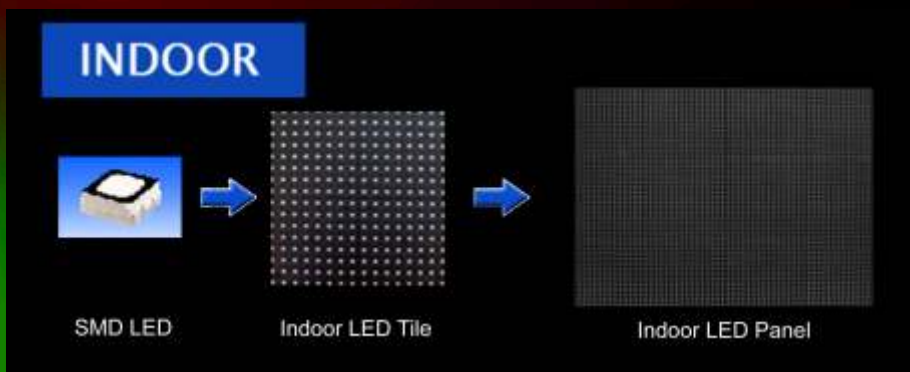 INDOOR
SMD LED
Indoor LED Tile
Indoor LED Panel